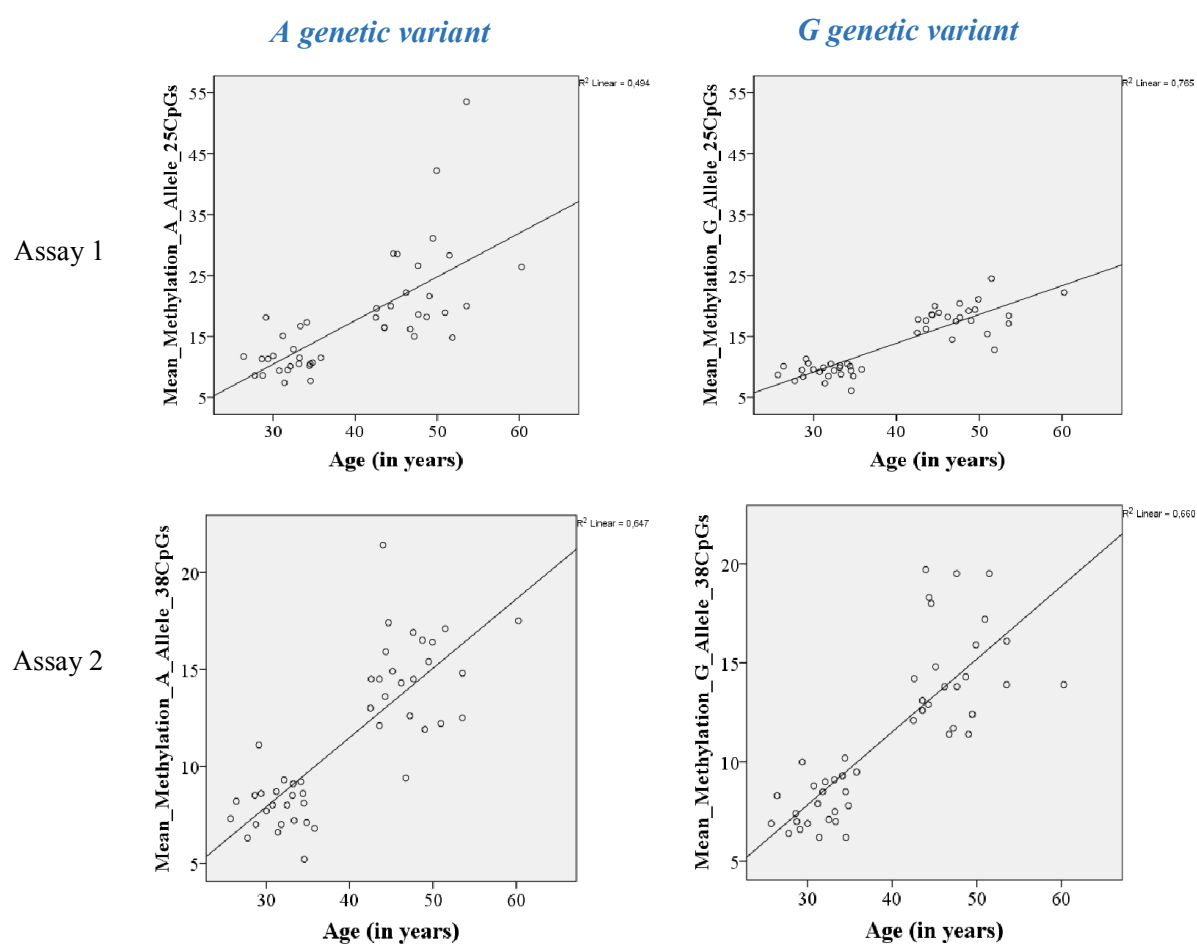 A genetic variant
G genetic variant
Assay 1
Mean_Methylation_A_Allele_25CpGs
55
45
35
25
15
5
30
40
50
60
Age (in years)
R² Linear = 0,494
Mean_Methylation_G_Allele_25CpGs
55
45
35
25
15
5
30
40
50
60
Age (in years)
R² Linear = 0,765
Assay 2
Mean_Methylation_A_Allele_38CpGs
20
15
10
5
30
40
50
60
Age (in years)
R² Linear = 0,647
Mean_Methylation_G_Allele_38CpGs
20
15
10
5
30
40
50
60
Age (in years)
R² Linear = 0,660